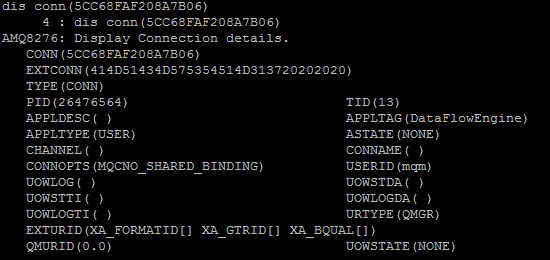 dis conn(5CC68FAF208A7B06)
4 : dis conn(5CC68FAF208A7B06)
AMQ8276: Display Connection details.
CONN(5CC68FAF208A7B06)
EXTCONN(414D51434D575354514D313720202020)
TYPE(CONN)
PID(26476564) TID(13)
APPLDESC( ) APPLTAG(DataFlowEngine)
APPLTYPE(USER) ASTATE(NONE)
CHANNEL( ) CONNAME( )
CONNOPTS(MQCNO_SHARED_BINDING) USERID(mqm)
UOWLOG( ) UOWSTDA( )
UOWSTTI( ) UOWLOGDA( )
UOWLOGTI( ) URTYPE(QMGR)
EXTURID(XA_FORMATID[] XA_GTRID[] XA_BQUAL[])
QMURID(0.0) UOWSTATE(NONE)